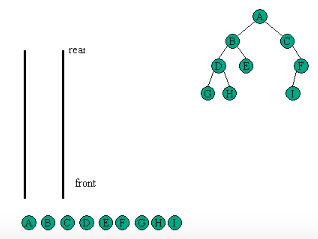 A
rear
B C
D E F
G H I
front
A B C D E F G H I